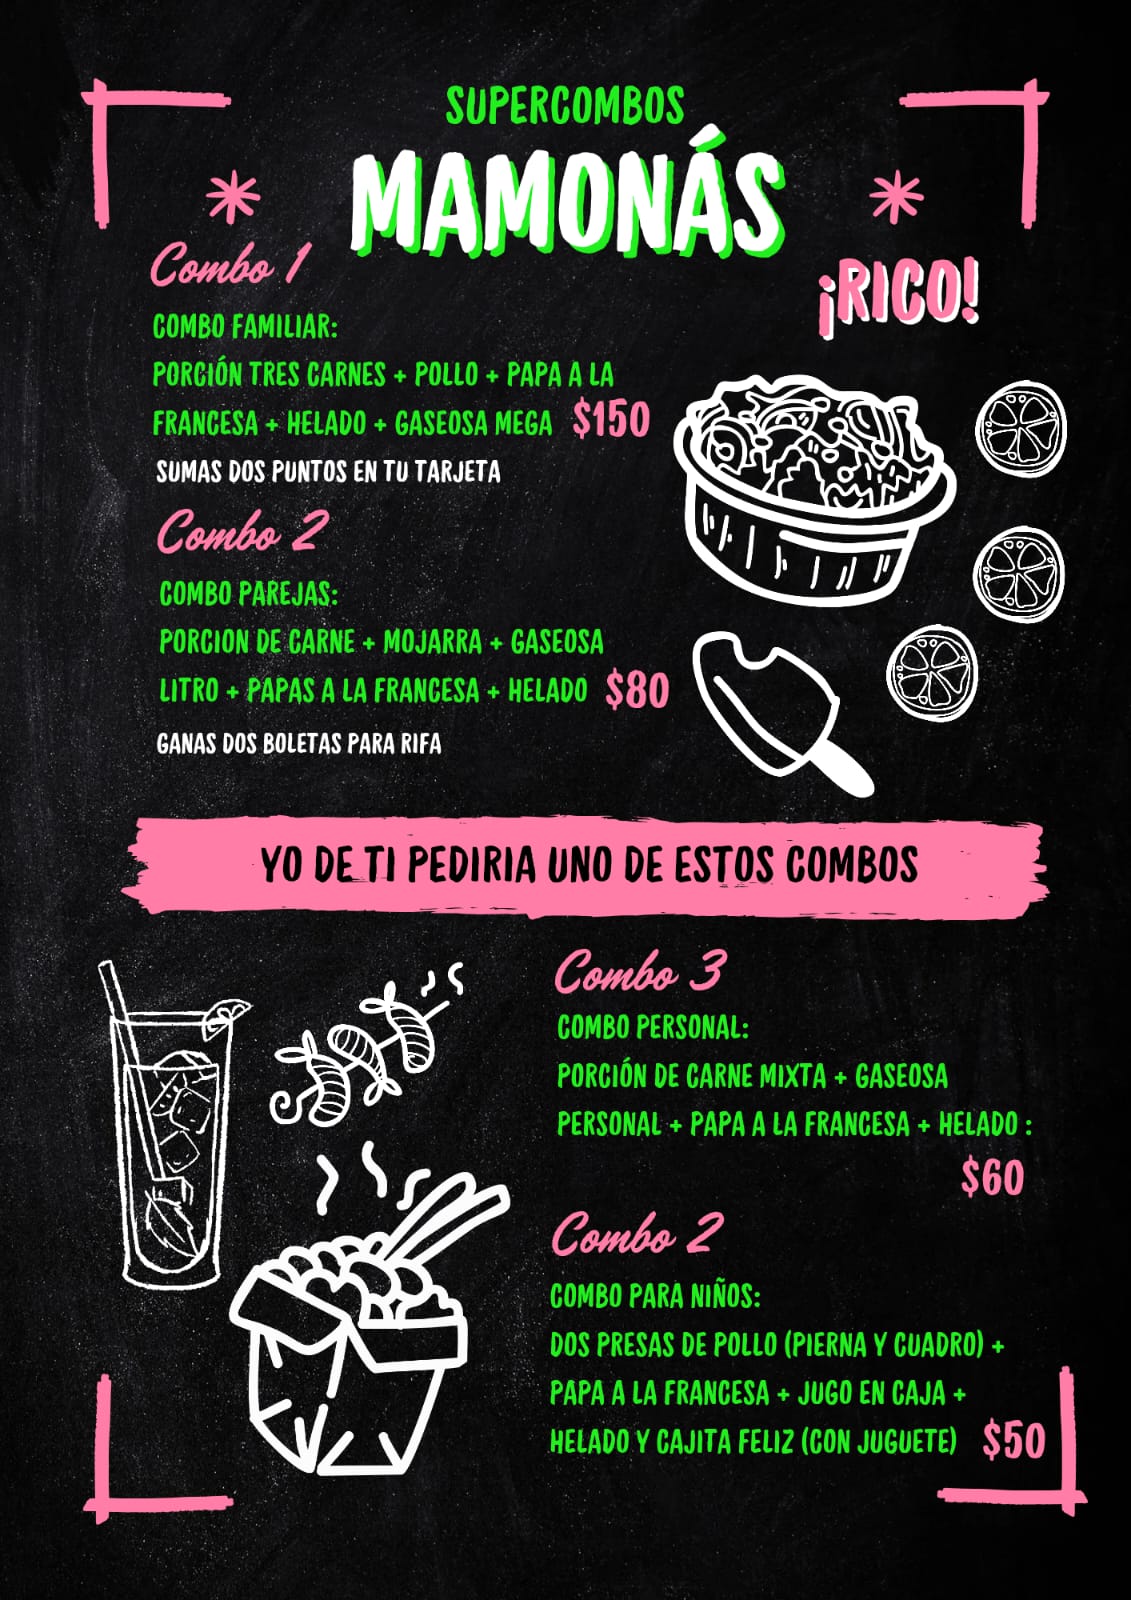 SUPERCOMBOS
MAMONÁS
¡RICO!
Combo 1
COMBO FAMILIAR:
PORCIÓN TRES CARNES + POLLO + PAPA A LA
FRANCESA + HELADO + GASEOSA MEGA $150
SUMAS DOS PUNTOS EN TU TARJETA
Combo 2
COMBO PAREJAS:
PORCION DE CARNE + MOJARRA + GASEOSA
LITRO + PAPAS A LA FRANCESA + HELADO $80
GANAS DOS BOLETAS PARA RIFA
YO DE TI PEDIRIA UNO DE ESTOS COMBOS
Combo 3
COMBO PERSONAL:
PORCIÓN DE CARNE MIXTA + GASEOSA
PERSONAL + PAPA A LA FRANCESA + HELADO :
$60
Combo 2
COMBO PARA NIÑOS:
DOS PRESAS DE POLLO (PIERNA Y CUADRO) +
PAPA A LA FRANCESA + JUGO EN CAJA +
HELADO Y CAJITA FELIZ (CON JUGUETE) $50